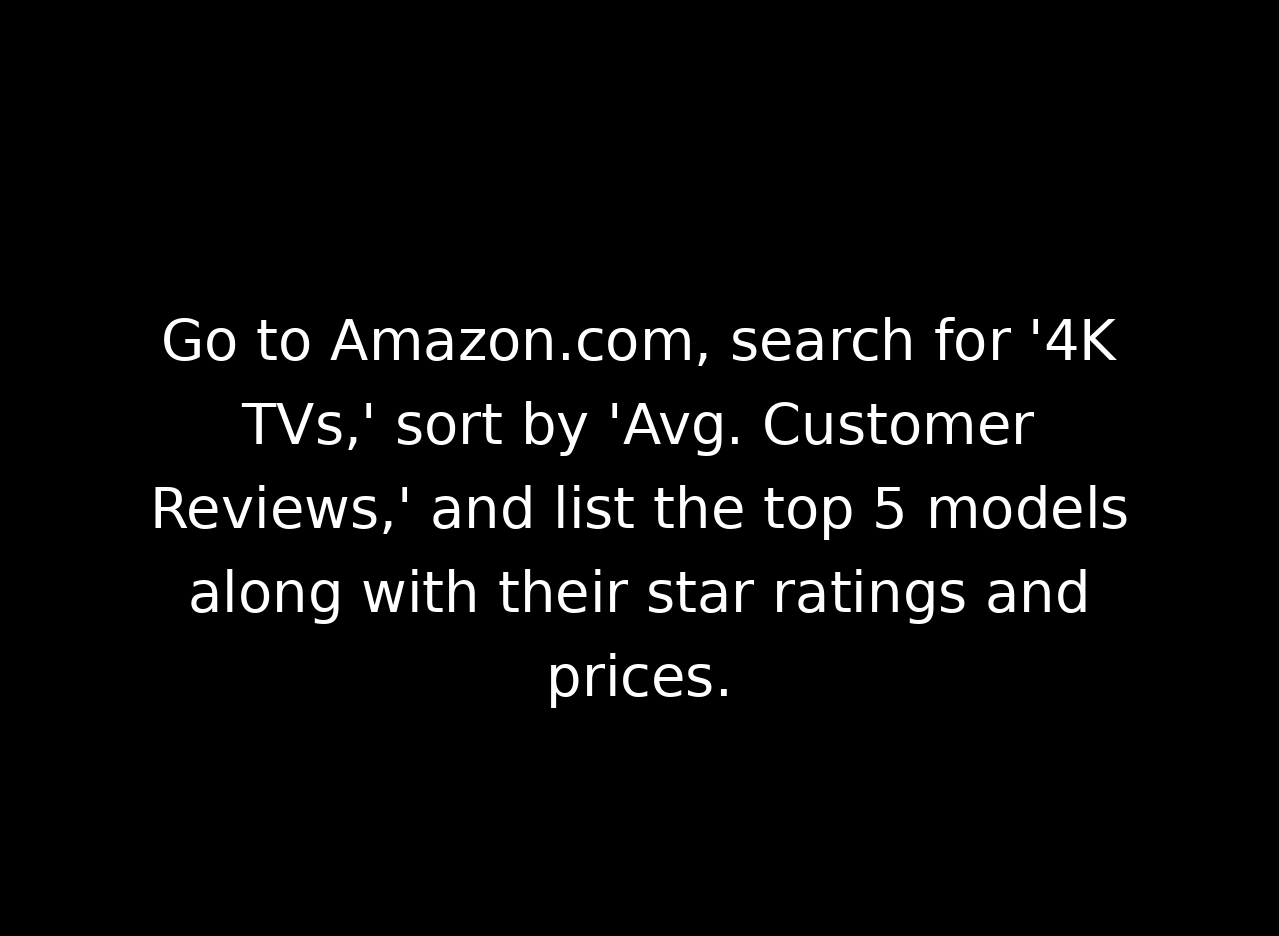 Go to Amazon.com, search for '4K
TVs,' sort by 'Avg. Customer
Reviews,' and list the top 5 models
along with their star ratings and
prices.